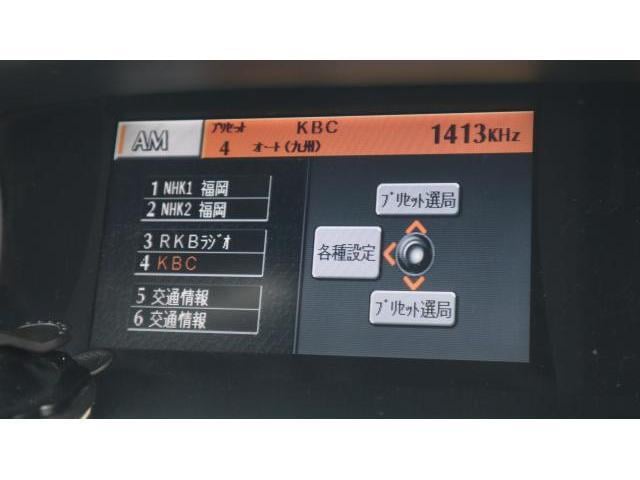 AM
プリセット KBC
4 オート(九州) 1413KHz
1 NHK1 福岡
2 NHK2 福岡
3 RKBラジオ
4 KBC
5 交通情報
6 交通情報
プリセット選局
各種設定
プリセット選局